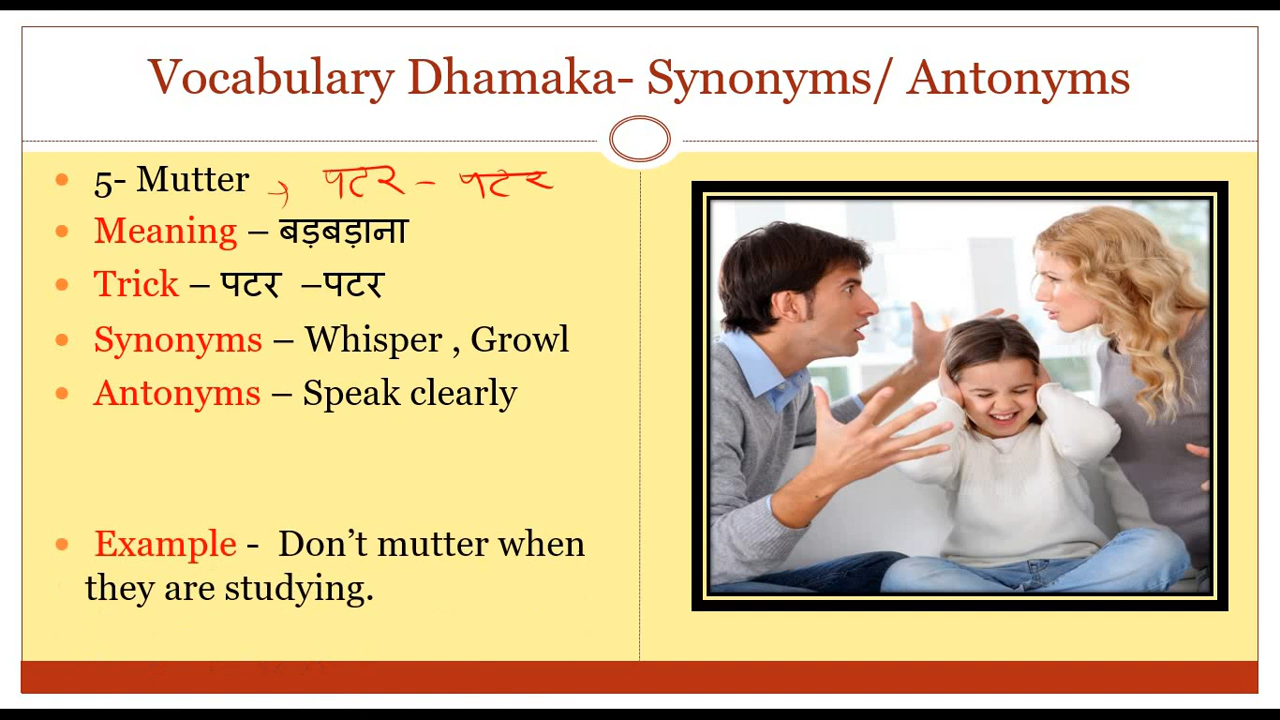 Vocabulary Dhamaka- Synonyms/ Antonyms
5- Mutter → पटर - पटर
Meaning – बड़बड़ाना
Trick – पटर –पटर
Synonyms – Whisper , Growl
Antonyms – Speak clearly
Example - Don’t mutter when
they are studying.